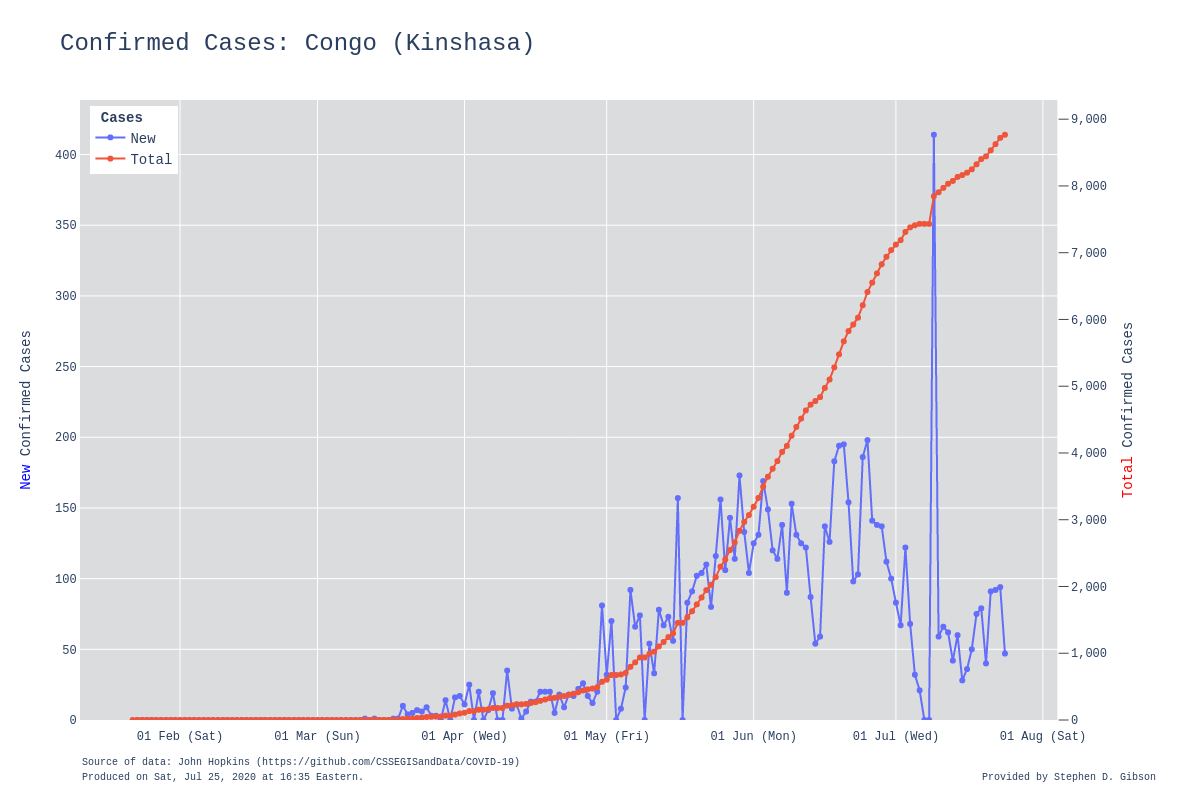 Confirmed Cases: Congo (Kinshasa)
Cases
New
Total
400
350
300
250
200
150
100
50
0
New Confirmed Cases
9,000
8,000
7,000
6,000
5,000
4,000
3,000
2,000
1,000
0
Total Confirmed Cases
01 Feb (Sat) 01 Mar (Sun) 01 Apr (Wed) 01 May (Fri) 01 Jun (Mon) 01 Jul (Wed) 01 Aug (Sat)
Source of data: John Hopkins (https://github.com/CSSEGISandData/COVID-19)
Produced on Sat, Jul 25, 2020 at 16:35 Eastern.
Provided by Stephen D. Gibson